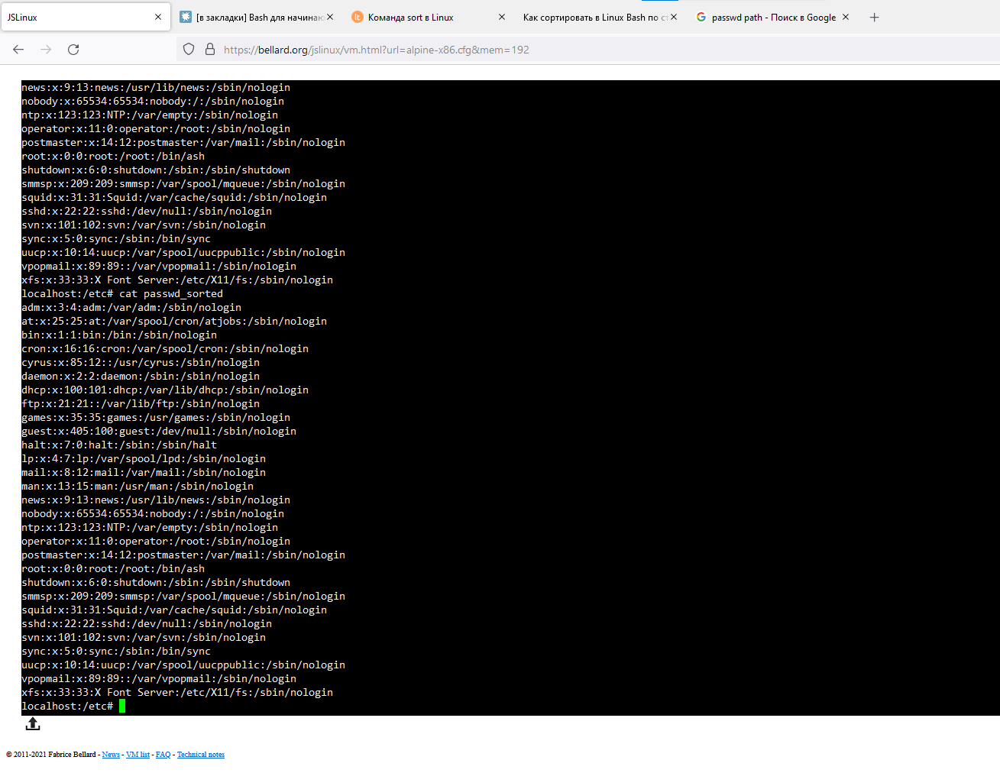 JSLinux
[в закладки] Bash для начинаю
Команда sort в Linux
Как сортировать в Linux Bash по ст
passwd path - Поиск в Google
https://bellard.org/jslinux/vm.html?url=alpine-x86.cfg&mem=192
news:x:9:13:news:/usr/lib/news:/sbin/nologin
nobody:x:65534:65534:nobody:/:/sbin/nologin
ntp:x:123:123:NTP:/var/empty:/sbin/nologin
operator:x:11:0:operator:/root:/sbin/nologin
postmaster:x:14:12:postmaster:/var/mail:/sbin/nologin
root:x:0:0:root:/root:/bin/ash
shutdown:x:6:0:shutdown:/sbin:/sbin/shutdown
smmsp:x:209:209:smmsp:/var/spool/mqueue:/sbin/nologin
squid:x:31:31:Squid:/var/cache/squid:/sbin/nologin
sshd:x:22:22:sshd:/dev/null:/sbin/nologin
svn:x:101:102:svn:/var/svn:/sbin/nologin
sync:x:5:0:sync:/sbin:/bin/sync
uucp:x:10:14:uucp:/var/spool/uucppublic:/sbin/nologin
vpopmail:x:89:89::/var/vpopmail:/sbin/nologin
xfs:x:33:33:X Font Server:/etc/X11/fs:/sbin/nologin
localhost:/etc# cat passwd_sorted
adm:x:3:4:adm:/var/adm:/sbin/nologin
at:x:25:25:at:/var/spool/cron/atjobs:/sbin/nologin
bin:x:1:1:bin:/bin:/sbin/nologin
cron:x:16:16:cron:/var/spool/cron:/sbin/nologin
cyrus:x:85:12::/usr/cyrus:/sbin/nologin
daemon:x:2:2:daemon:/sbin:/sbin/nologin
dhcp:x:100:101:dhcp:/var/lib/dhcp:/sbin/nologin
ftp:x:21:21::/var/lib/ftp:/sbin/nologin
games:x:35:35:games:/usr/games:/sbin/nologin
guest:x:405:100:guest:/dev/null:/sbin/nologin
halt:x:7:0:halt:/sbin:/sbin/halt
lp:x:4:7:lp:/var/spool/lpd:/sbin/nologin
mail:x:8:12:mail:/var/mail:/sbin/nologin
man:x:13:15:man:/usr/man:/sbin/nologin
news:x:9:13:news:/usr/lib/news:/sbin/nologin
nobody:x:65534:65534:nobody:/:/sbin/nologin
ntp:x:123:123:NTP:/var/empty:/sbin/nologin
operator:x:11:0:operator:/root:/sbin/nologin
postmaster:x:14:12:postmaster:/var/mail:/sbin/nologin
root:x:0:0:root:/root:/bin/ash
shutdown:x:6:0:shutdown:/sbin:/sbin/shutdown
smmsp:x:209:209:smmsp:/var/spool/mqueue:/sbin/nologin
squid:x:31:31:Squid:/var/cache/squid:/sbin/nologin
sshd:x:22:22:sshd:/dev/null:/sbin/nologin
svn:x:101:102:svn:/var/svn:/sbin/nologin
sync:x:5:0:sync:/sbin:/bin/sync
uucp:x:10:14:uucp:/var/spool/uucppublic:/sbin/nologin
vpopmail:x:89:89::/var/vpopmail:/sbin/nologin
xfs:x:33:33:X Font Server:/etc/X11/fs:/sbin/nologin
localhost:/etc#
© 2011-2021 Fabrice Bellard - News - VM list - FAQ - Technical notes